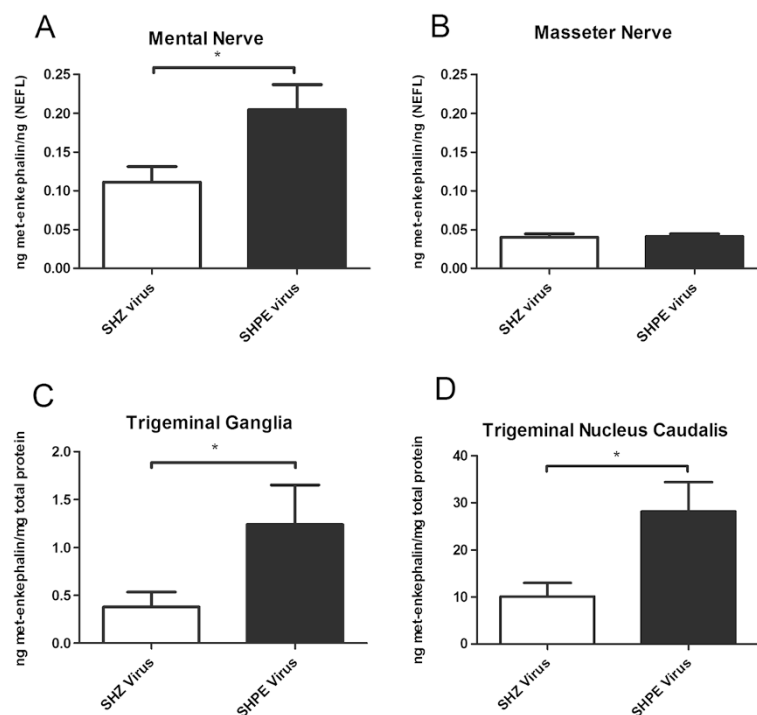 A
Mental Nerve
*
ng met-enkephalin/ng (NEFL)
0.25
0.20
0.15
0.10
0.05
0.00
SHZ virus
SHPE virus
B
Masseter Nerve
ng met-enkephalin/ng (NEFL)
0.25
0.20
0.15
0.10
0.05
0.00
SHZ virus
SHPE virus
C
Trigeminal Ganglia
*
ng met-enkephalin/mg total protein
2.0
1.5
1.0
0.5
0.0
SHZ Virus
SHPE Virus
D
Trigeminal Nucleus Caudalis
*
ng met-enkephalin/mg total protein
40
30
20
10
0
SHZ Virus
SHPE Virus